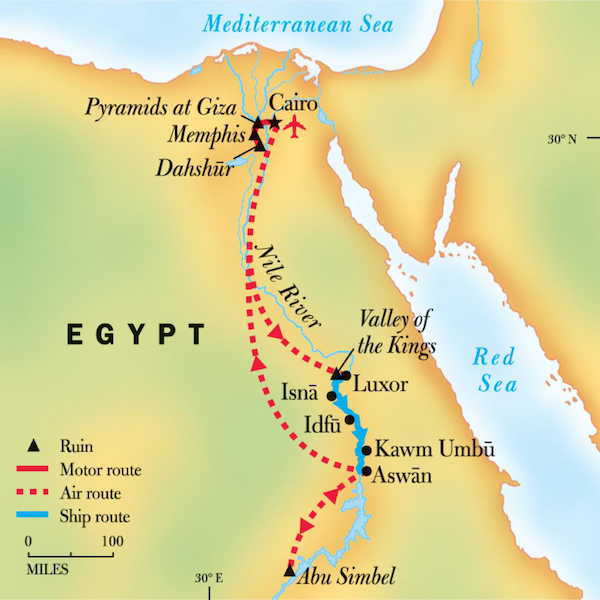 Mediterranean Sea
Pyramids at Giza
Cairo
Memphis
Dahshūr
30° N
Nile River
EGYPT
Valley of
the Kings
Red
Sea
Luxor
Isnā
Idfū
Kawm Umbū
Aswān
Abu Simbel
Ruin
Motor route
Air route
Ship route
0 100
MILES
30° E